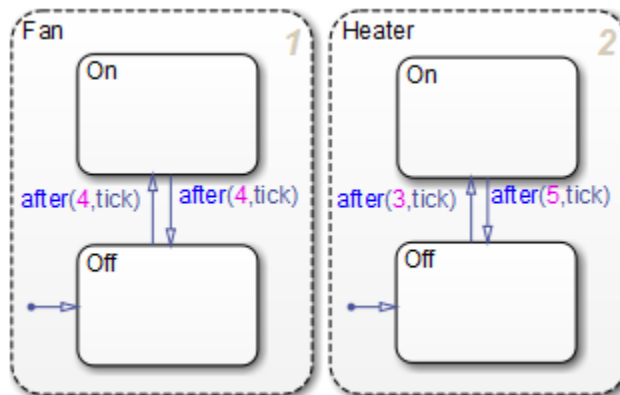 Fan
1
On
after(4,tick)
after(4,tick)
Off
Heater
2
On
after(3,tick)
after(5,tick)
Off